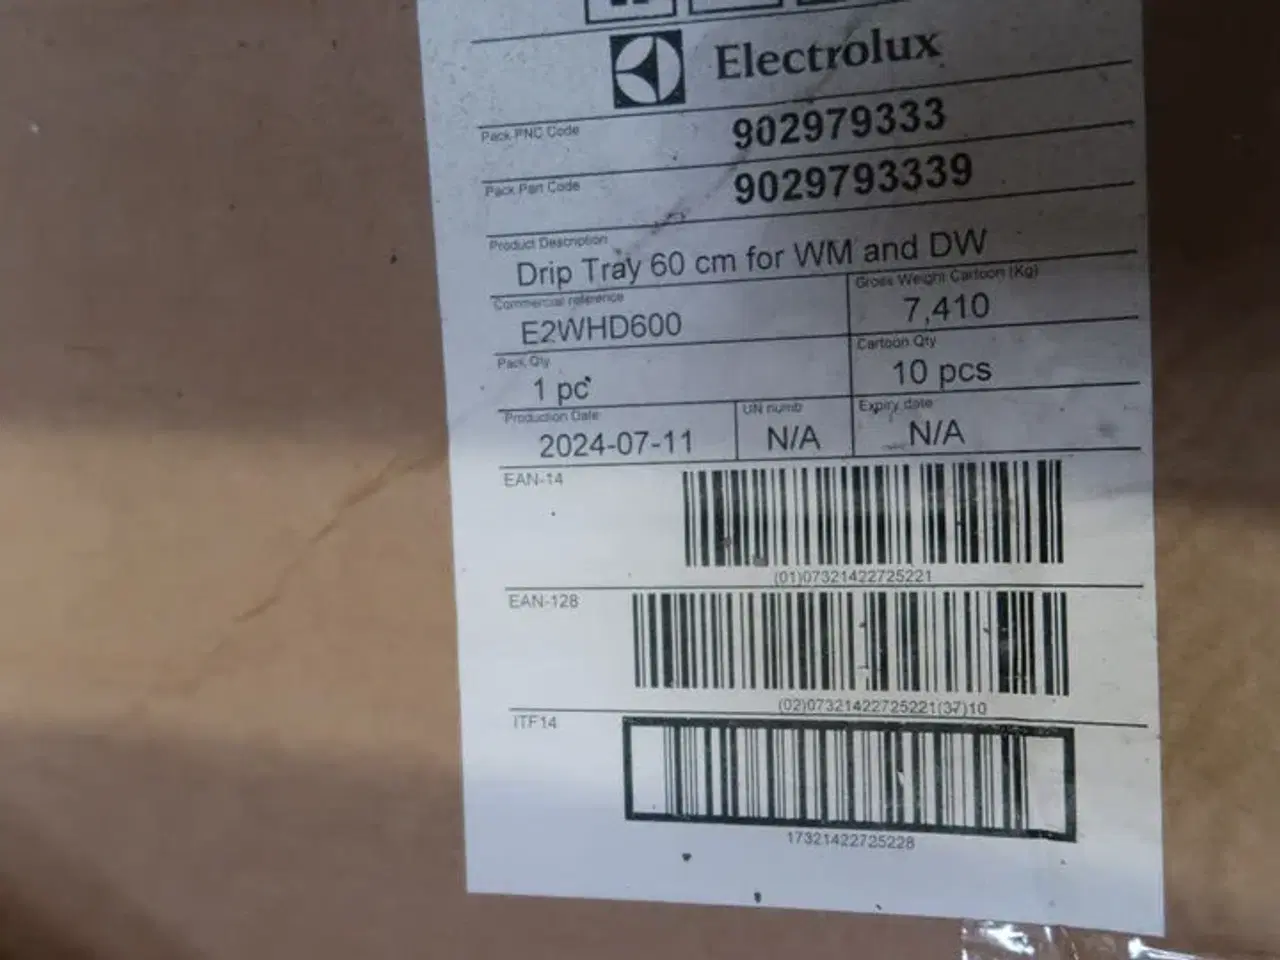 Electrolux
Pack PNC Code
902979333
Pack Part Code
9029793339
Product Description
Drip Tray 60 cm for WM and DW
Commercial reference
E2WHD600
Gross Weight Cartoon (Kg)
7,410
Pack Qty
1 pc
Cartoon Qty
10 pcs
Production Date
2024-07-11
UN numb
N/A
Expiry date
N/A
EAN-14
(01)07321422725221
EAN-128
(02)07321422725221(37)10
ITF14
17321422725228